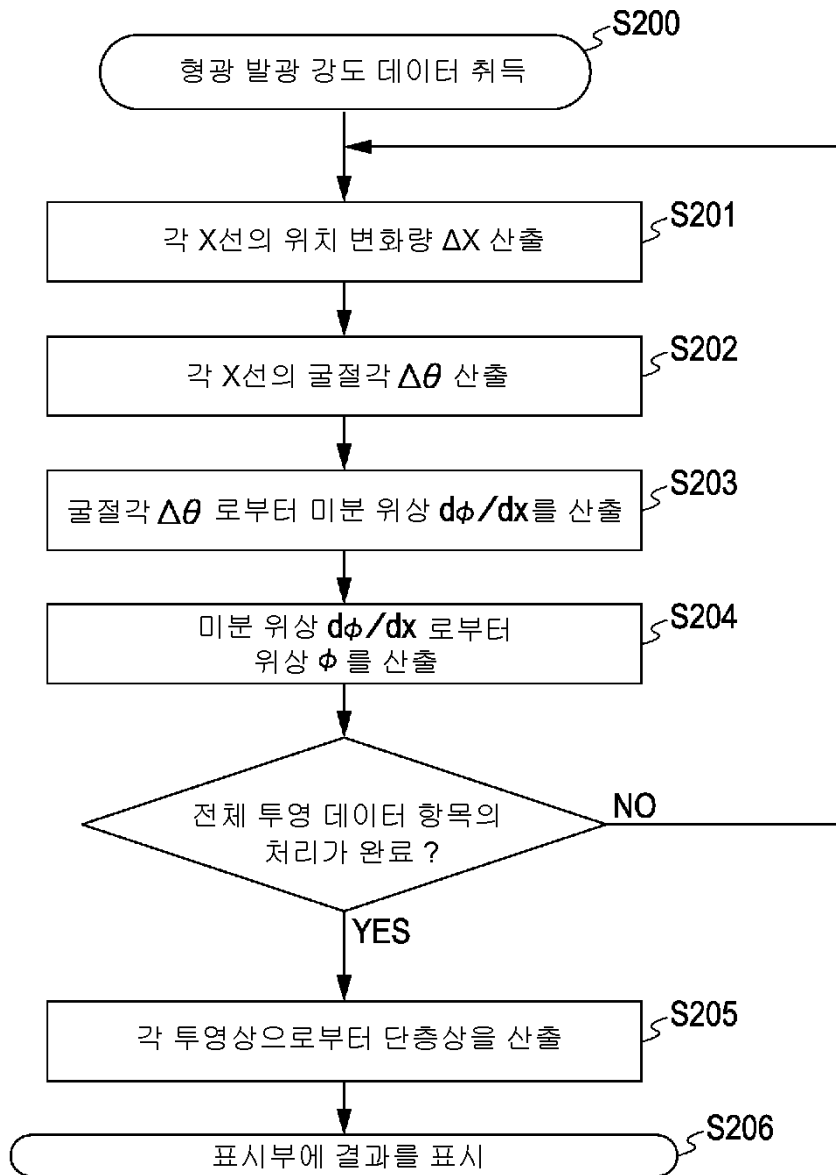 S200
형광 발광 강도 데이터 취득
S201
각 X선의 위치 변화량 ΔX 산출
S202
각 X선의 굴절각 Δθ 산출
S203
굴절각 Δθ 로부터 미분 위상 dϕ/dx를 산출
S204
미분 위상 dϕ/dx 로부터
위상 ϕ 를 산출
전체 투영 데이터 항목의
처리가 완료 ?
NO
YES
S205
각 투영상으로부터 단층상을 산출
S206
표시부에 결과를 표시